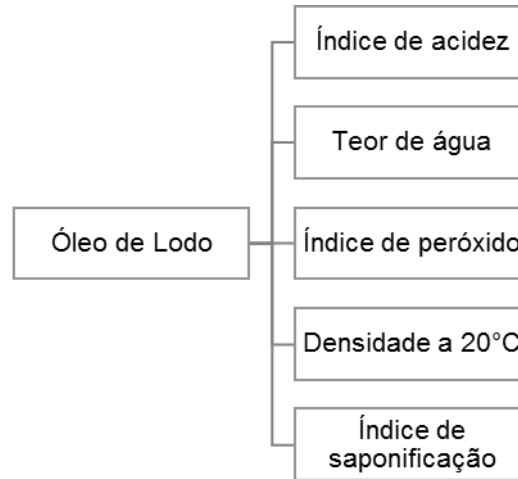 Índice de acidez
Teor de água
Óleo de Lodo
Índice de peróxido
Densidade a 20°C
Índice de
saponificação